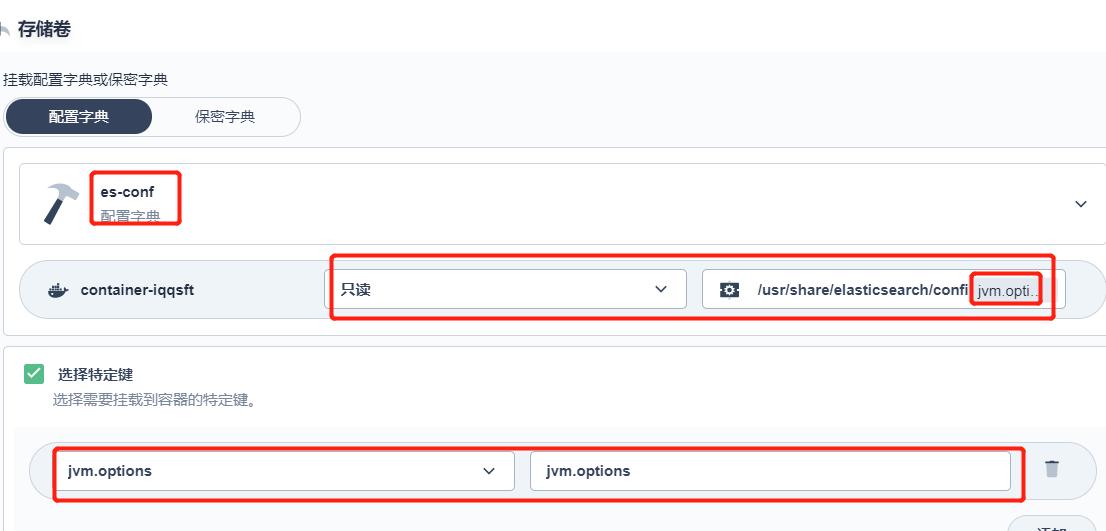 存储卷
挂载配置字典或保密字典
配置字典 保密字典
es-conf
配置字典
container-iqqsft 只读 /usr/share/elasticsearch/confi jvm.opti...
选择特定键
选择需要挂载到容器的特定键。
jvm.options jvm.options
添加